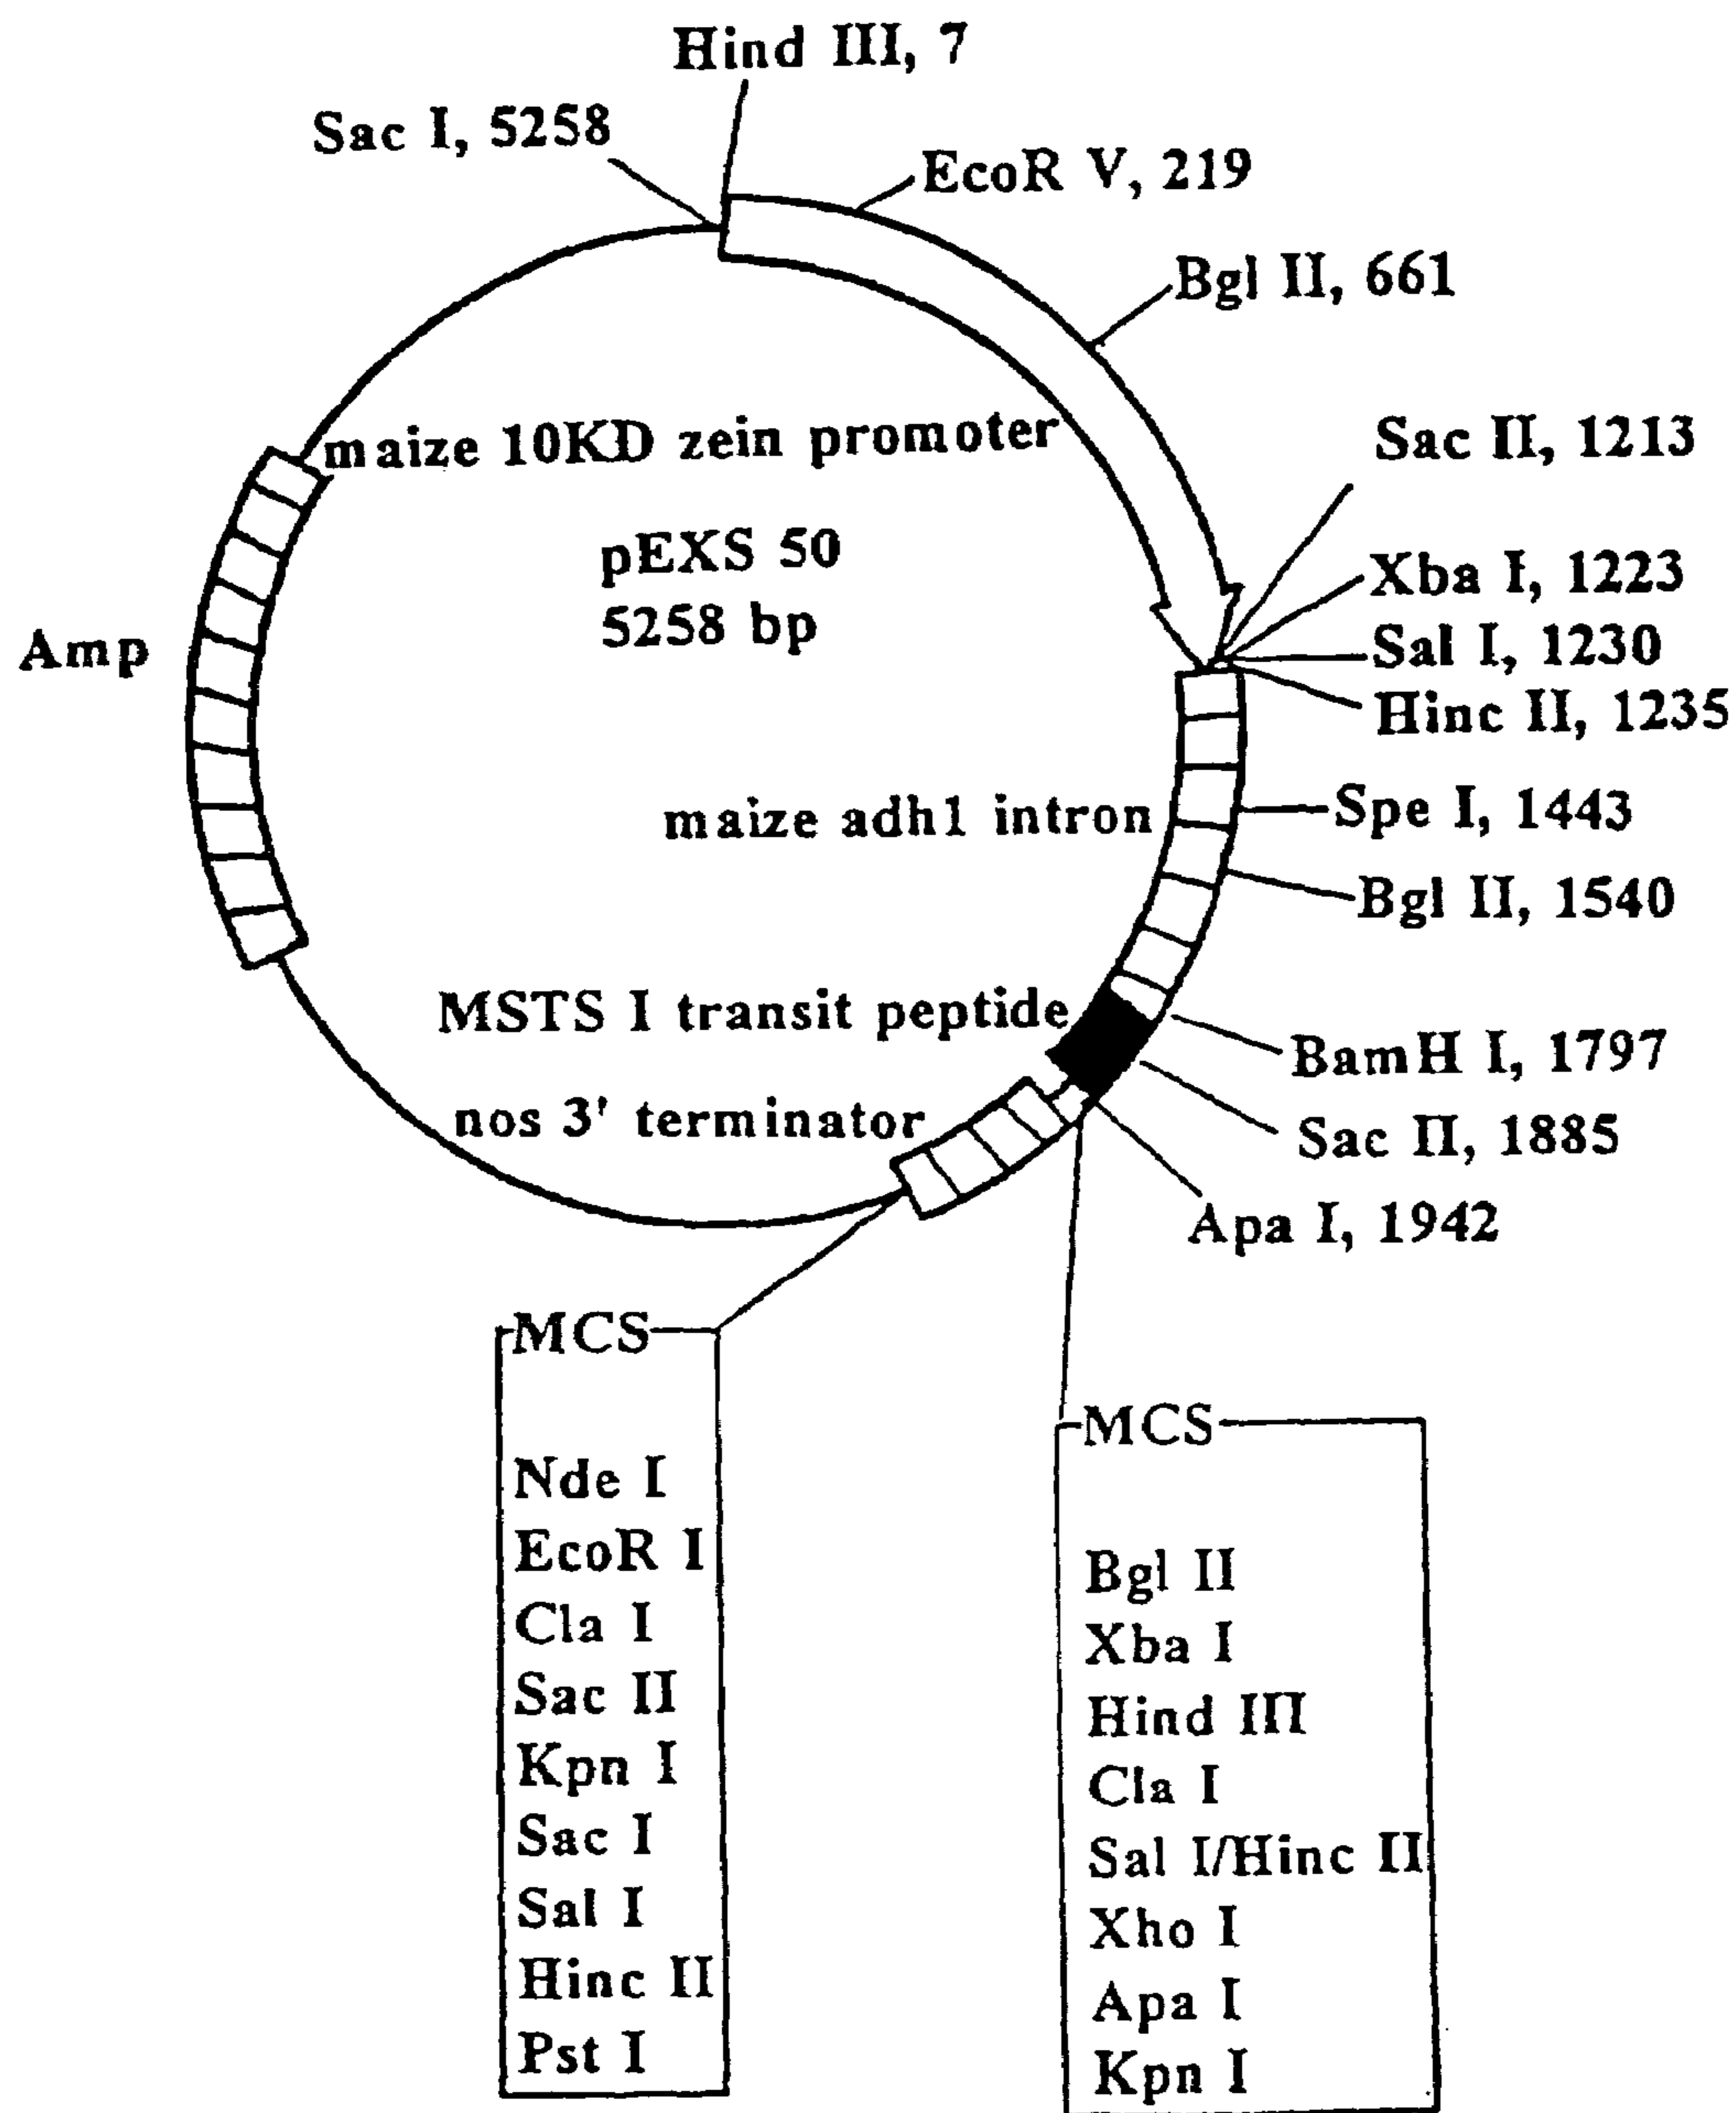 Hind III, 7
Sac I, 5258
EcoR V, 219
Bgl II, 661
Sac II, 1213
maize 10KD zein promoter
pEXS 50
5258 bp
Xba I, 1223
Amp
Sal I, 1230
Hinc II, 1235
maize adh1 intron
Spe I, 1443
Bgl II, 1540
MSTS I transit peptide
BamH I, 1797
nos 3' terminator
Sac II, 1885
Apa I, 1942
MCS
Nde I
EcoR I
Cla I
Sac II
Kpn I
Sac I
Sal I
Hinc II
Pst I
MCS
Bgl II
Xba I
Hind III
Cla I
Sal I/Hinc II
Xho I
Apa I
Kpn I